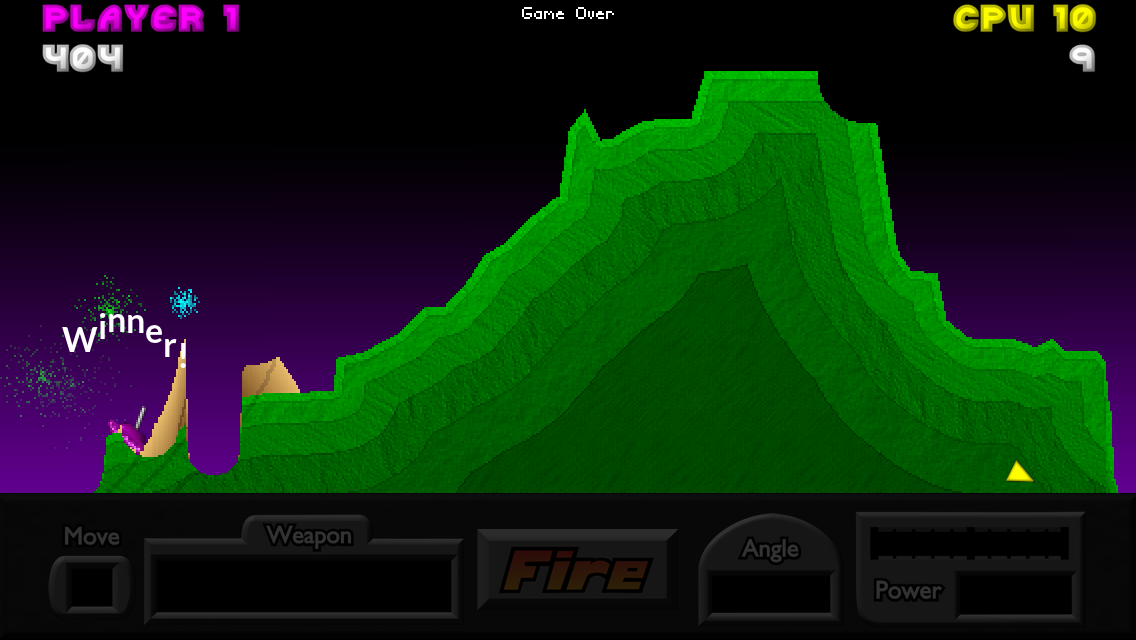 PLAYER 1
Game Over
CPU 10
404
9
Winner!
Move
Weapon
Fire
Angle
Power